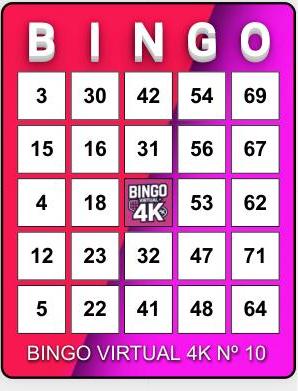 B I N G O
3 30 42 54 69
15 16 31 56 67
4 18 BINGO VIRTUAL 4K 53 62
12 23 32 47 71
5 22 41 48 64
BINGO VIRTUAL 4K Nº 10